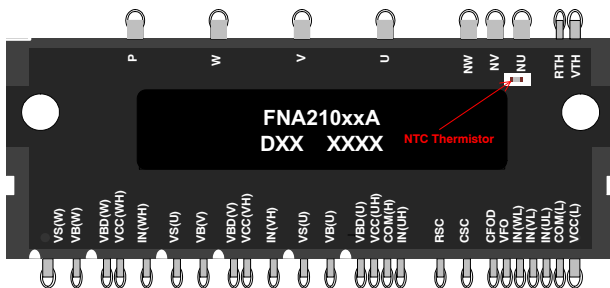 P
W
V
U
NW
NV
NU
RTH
VTH
FNA210xxA
DXX XXXX
NTC Thermistor
VS(W)
VB(W)
VBD(W)
VCC(WH)
IN(WH)
VS(U)
VB(V)
VBD(V)
VCC(VH)
IN(VH)
VS(U)
VB(U)
VBD(U)
VCC(UH)
COM(H)
IN(UH)
RSC
CSC
CFOD
VFO
IN(WL)
IN(VL)
IN(UL)
COM(L)
VCC(L)